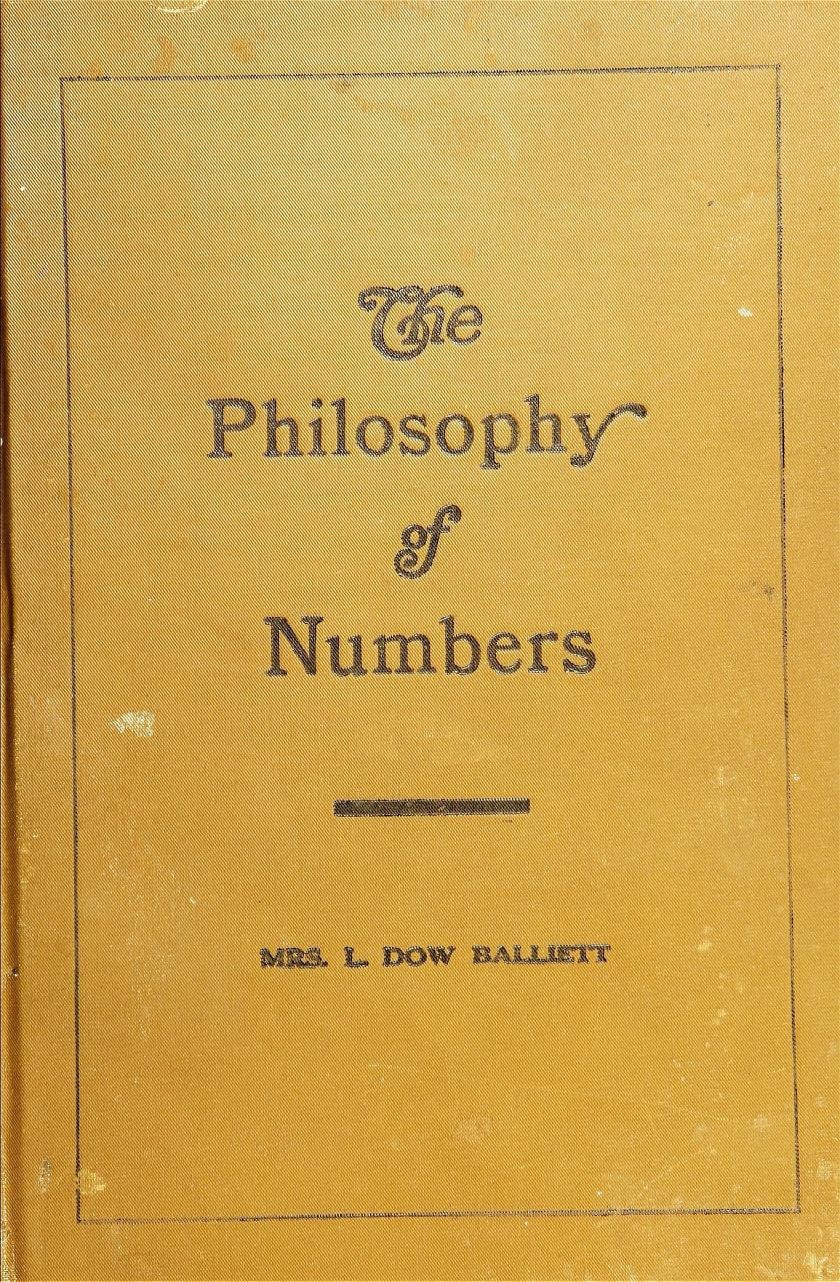 The
Philosophy
of
Numbers
MRS. L. DOW BALLIETT